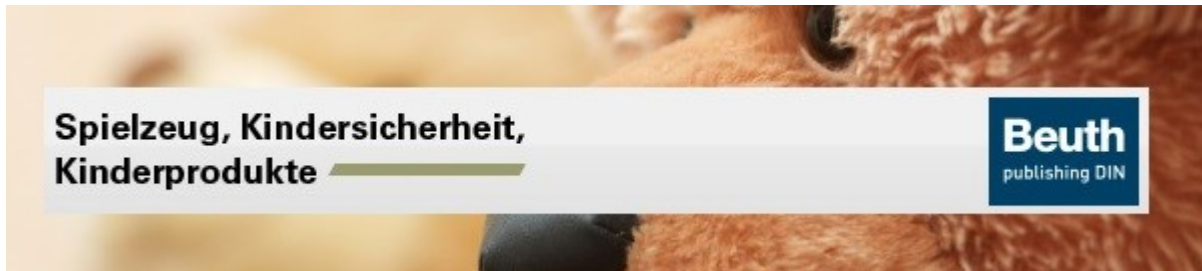 Spielzeug, Kindersicherheit,
Kinderprodukte
Beuth
publishing DIN